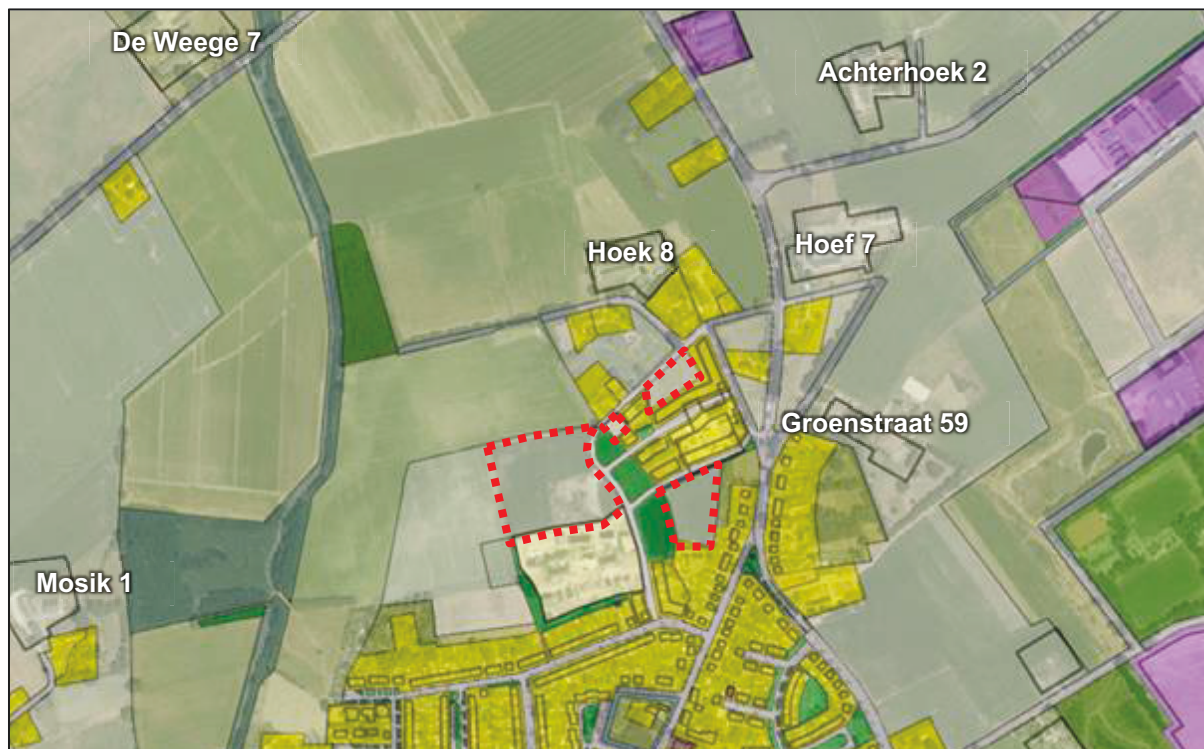 De Weege 7
Achterhoek 2
Hoek 8
Hoef 7
Groenstraat 59
Mosik 1